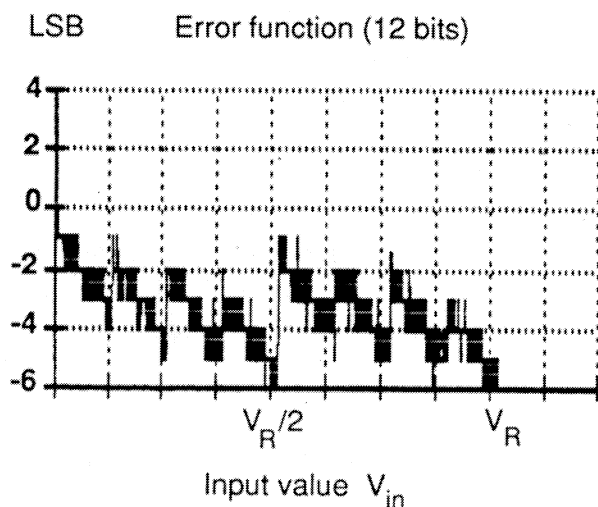 LSB Error function (12 bits)
4
2
0
-2
-4
-6
V_R/2 V_R
Input value V_in